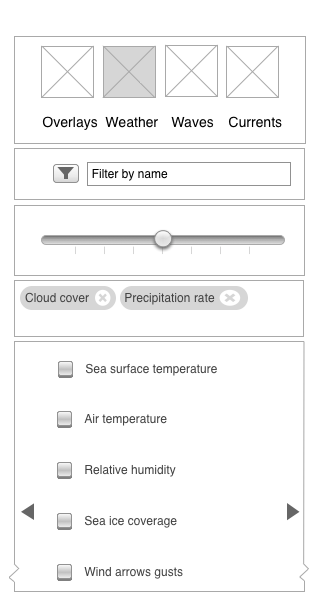 Overlays Weather Waves Currents
Filter by name
Cloud cover Precipitation rate
Sea surface temperature
Air temperature
Relative humidity
Sea ice coverage
Wind arrows gusts